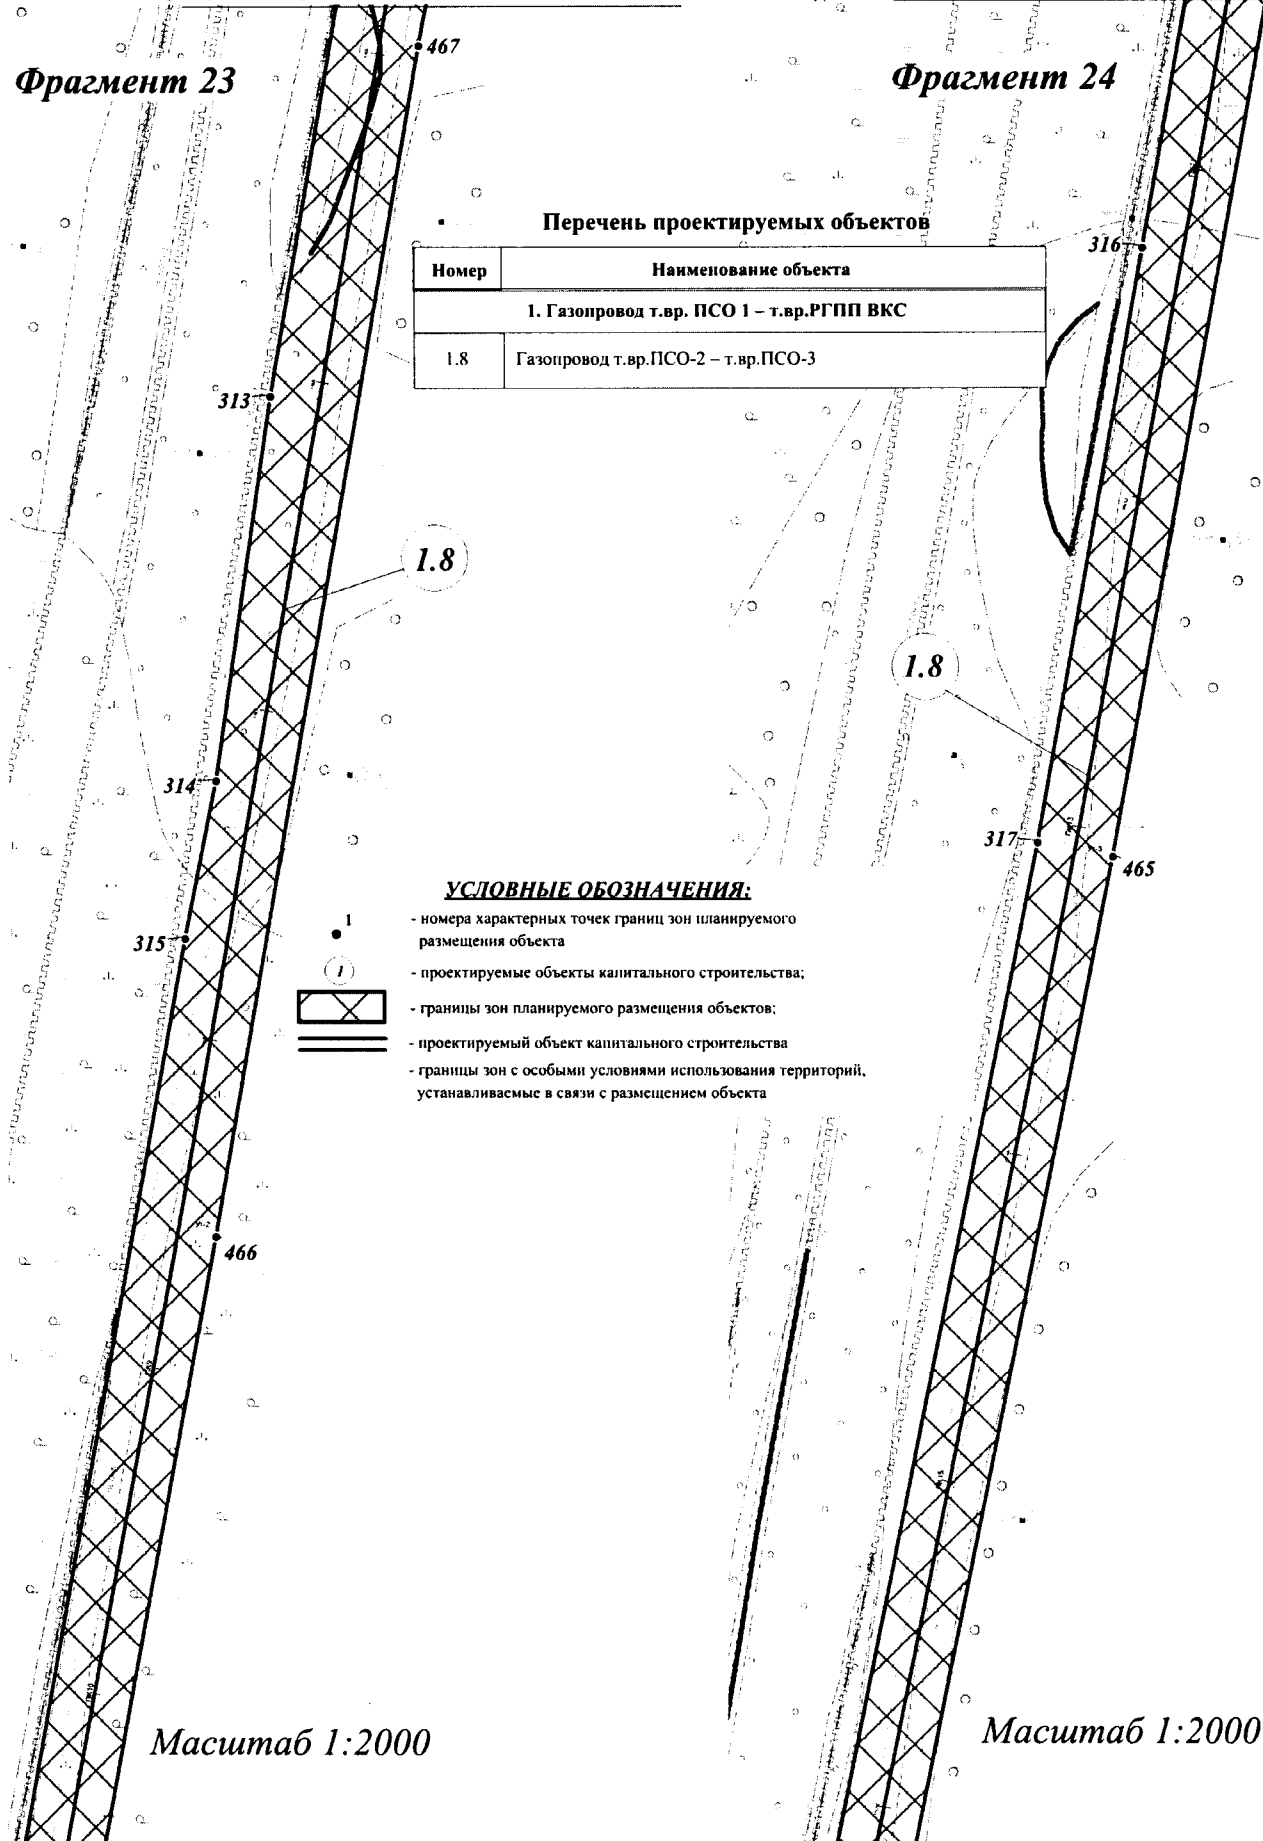 467
Фрагмент 23
Фрагмент 24
Перечень проектируемых объектов
316
Номер Наименование объекта
1. Газопровод т.вр. ПСО 1 – т.вр.РГПП ВКС
1.8 Газопровод т.вр.ПСО-2 – т.вр.ПСО-3
313
1.8
1.8
314
317
465
УСЛОВНЫЕ ОБОЗНАЧЕНИЯ:
1 - номера характерных точек границ зон планируемого
размещения объекта
315
1 - проектируемые объекты капитального строительства;
- границы зон планируемого размещения объектов;
- проектируемый объект капитального строительства
- границы зон с особыми условиями использования территорий,
устанавливаемые в связи с размещением объекта
466
Масштаб 1:2000
Масштаб 1:2000